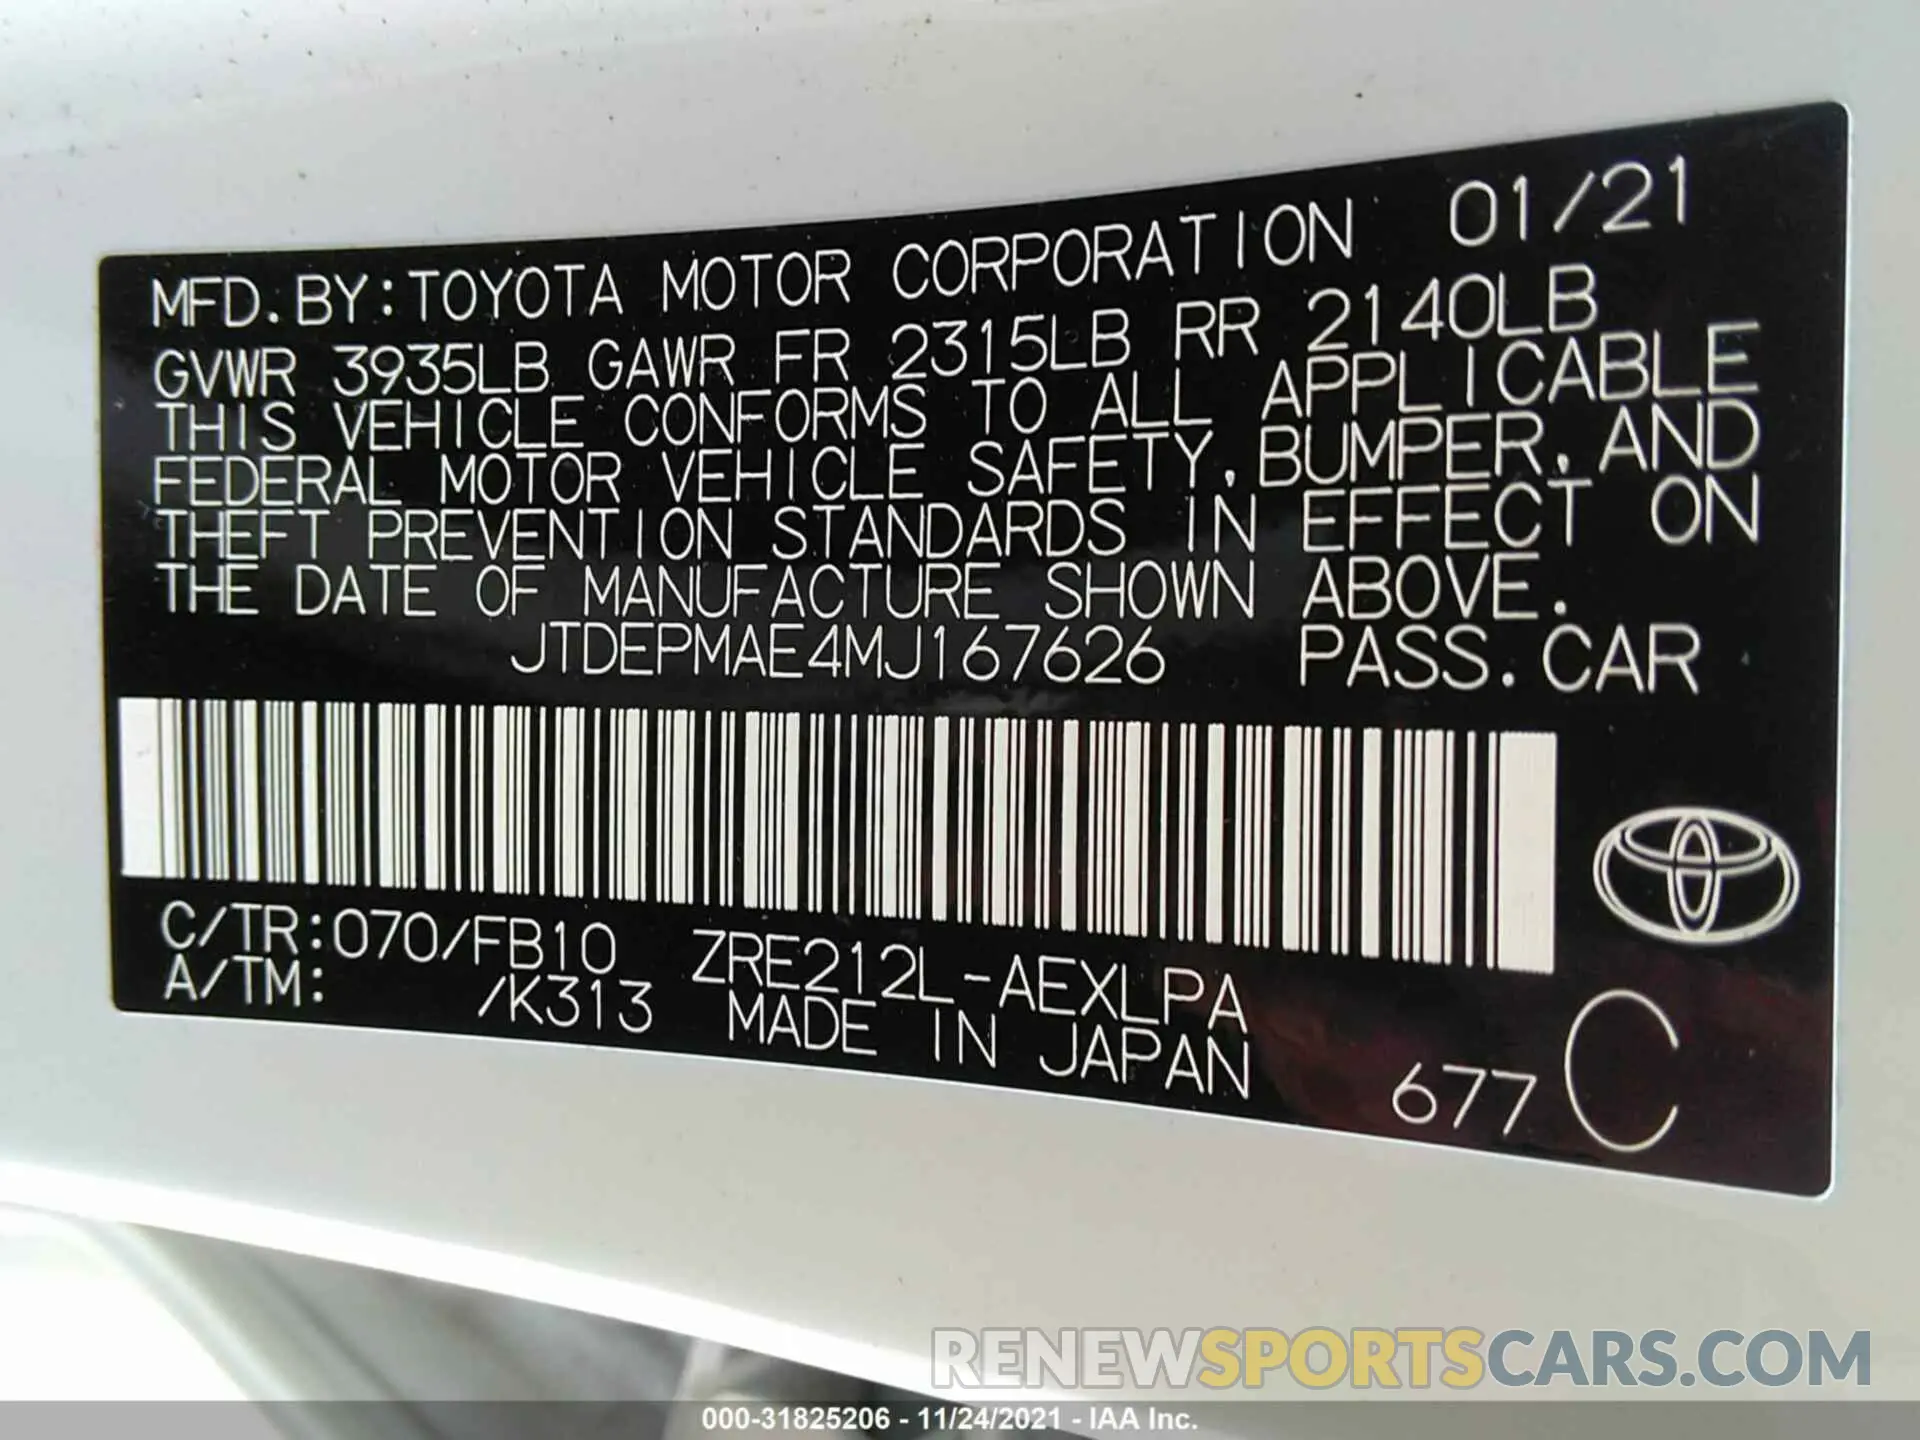 MFD. BY: TOYOTA MOTOR CORPORATION 01/21
GVWR 3935LB GAWR FR 2315LB RR 2140LB
THIS VEHICLE CONFORMS TO ALL APPLICABLE
FEDERAL MOTOR VEHICLE SAFETY, BUMPER, AND
THEFT PREVENTION STANDARDS IN EFFECT ON
THE DATE OF MANUFACTURE SHOWN ABOVE.
JTDEPMAE4MJ167626 PASS. CAR
C/TR:070/FB10 ZRE212L-AEXLPA
A/TM: /K313 MADE IN JAPAN
677 C
RENEWSPORTSCARS.COM
000-31825206 - 11/24/2021 - IAA Inc.